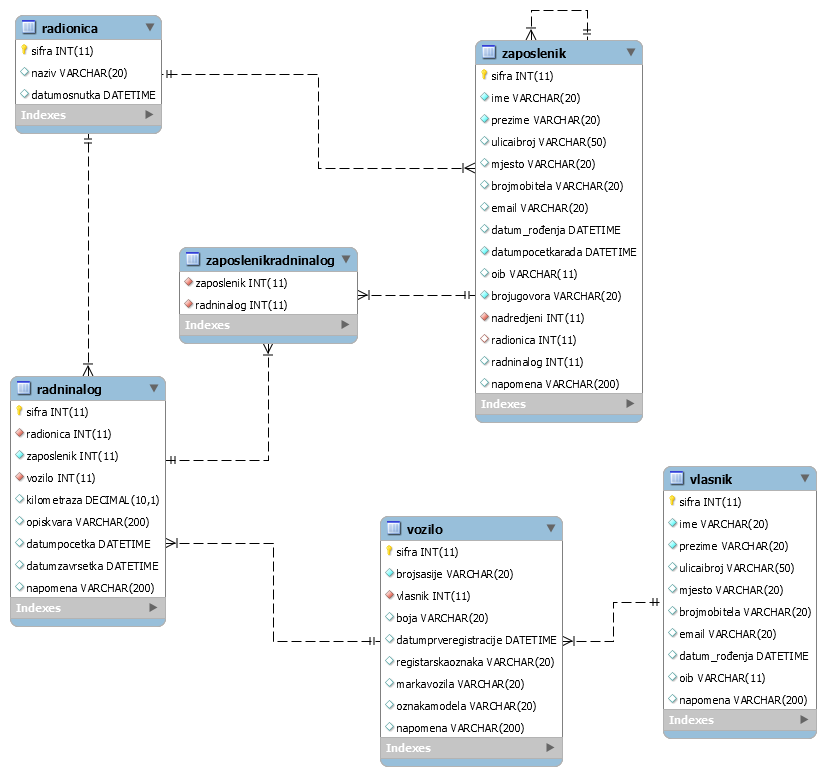 radionica
sifra INT(11)
naziv VARCHAR(20)
datumosnutka DATETIME
Indexes
zaposlenik
sifra INT(11)
ime VARCHAR(20)
prezime VARCHAR(20)
ulicaibroj VARCHAR(50)
mjesto VARCHAR(20)
brojmobitela VARCHAR(20)
email VARCHAR(20)
datum_rođenja DATETIME
datumpocetkarada DATETIME
oib VARCHAR(11)
brojugovora VARCHAR(20)
nadredjeni INT(11)
radionica INT(11)
radninalog INT(11)
napomena VARCHAR(200)
Indexes
zaposlenikradninalog
zaposlenik INT(11)
radninalog INT(11)
Indexes
radninalog
sifra INT(11)
radionica INT(11)
zaposlenik INT(11)
vozilo INT(11)
kilometraza DECIMAL(10,1)
opiskvara VARCHAR(200)
datumpocetka DATETIME
datumzavrsetka DATETIME
napomena VARCHAR(200)
Indexes
vozilo
sifra INT(11)
brojsasije VARCHAR(20)
vlasnik INT(11)
boja VARCHAR(20)
datumprveregistracije DATETIME
registarskaoznaka VARCHAR(20)
markavozila VARCHAR(20)
oznakamodela VARCHAR(20)
napomena VARCHAR(200)
Indexes
vlasnik
sifra INT(11)
ime VARCHAR(20)
prezime VARCHAR(20)
ulicaibroj VARCHAR(50)
mjesto VARCHAR(20)
brojmobitela VARCHAR(20)
email VARCHAR(20)
datum_rođenja DATETIME
oib VARCHAR(11)
napomena VARCHAR(200)
Indexes